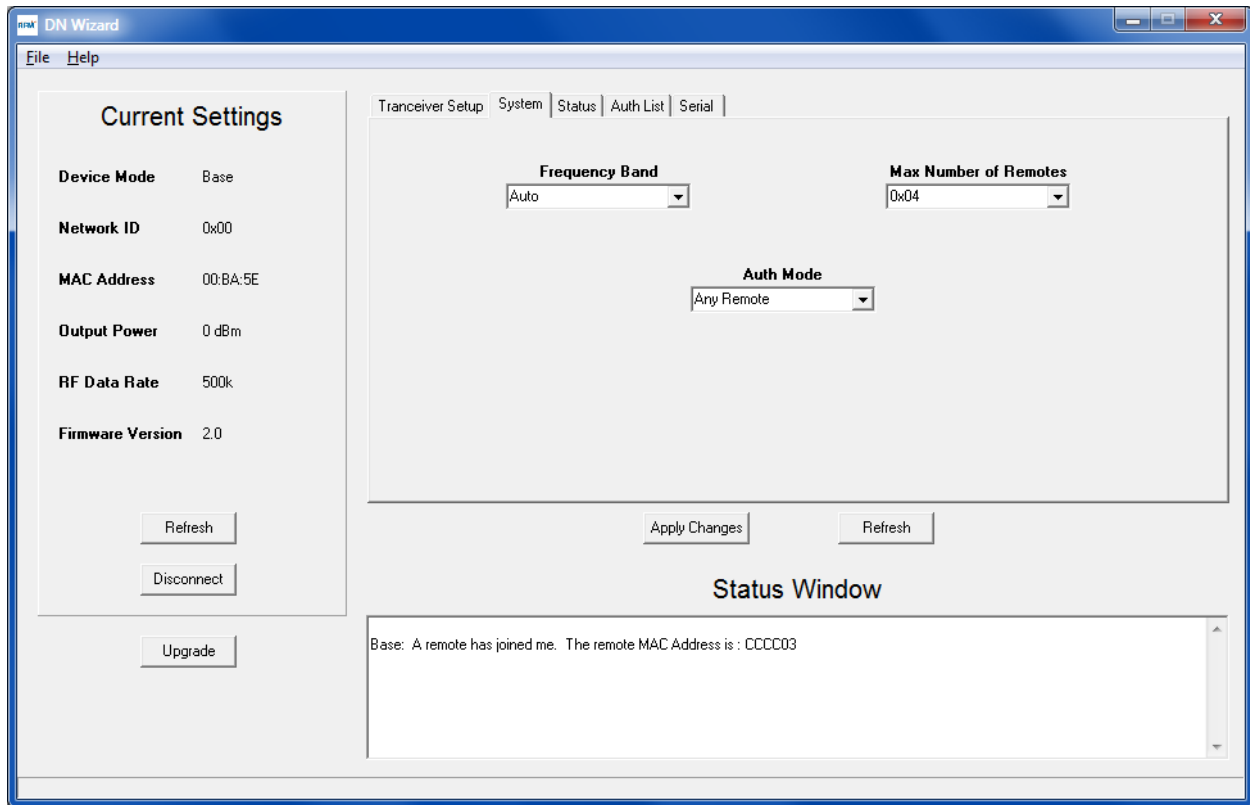 DN Wizard
File Help
Current Settings
Device Mode Base
Network ID 0x00
MAC Address 00:BA:5E
Output Power 0 dBm
RF Data Rate 500k
Firmware Version 2.0
Refresh
Disconnect
Upgrade
Tranceiver Setup System Status Auth List Serial
Frequency Band Max Number of Remotes
Auto 0x04
Auth Mode
Any Remote
Apply Changes Refresh
Status Window
Base: A remote has joined me. The remote MAC Address is : CCCC03